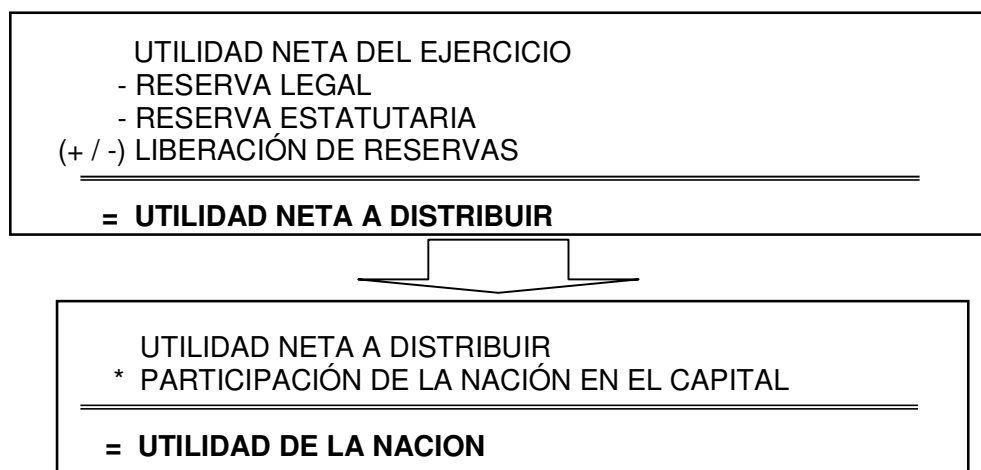 UTILIDAD NETA DEL EJERCICIO
- RESERVA LEGAL
- RESERVA ESTATUTARIA
(+ / -) LIBERACIÓN DE RESERVAS
= UTILIDAD NETA A DISTRIBUIR
UTILIDAD NETA A DISTRIBUIR
* PARTICIPACIÓN DE LA NACIÓN EN EL CAPITAL
= UTILIDAD DE LA NACION